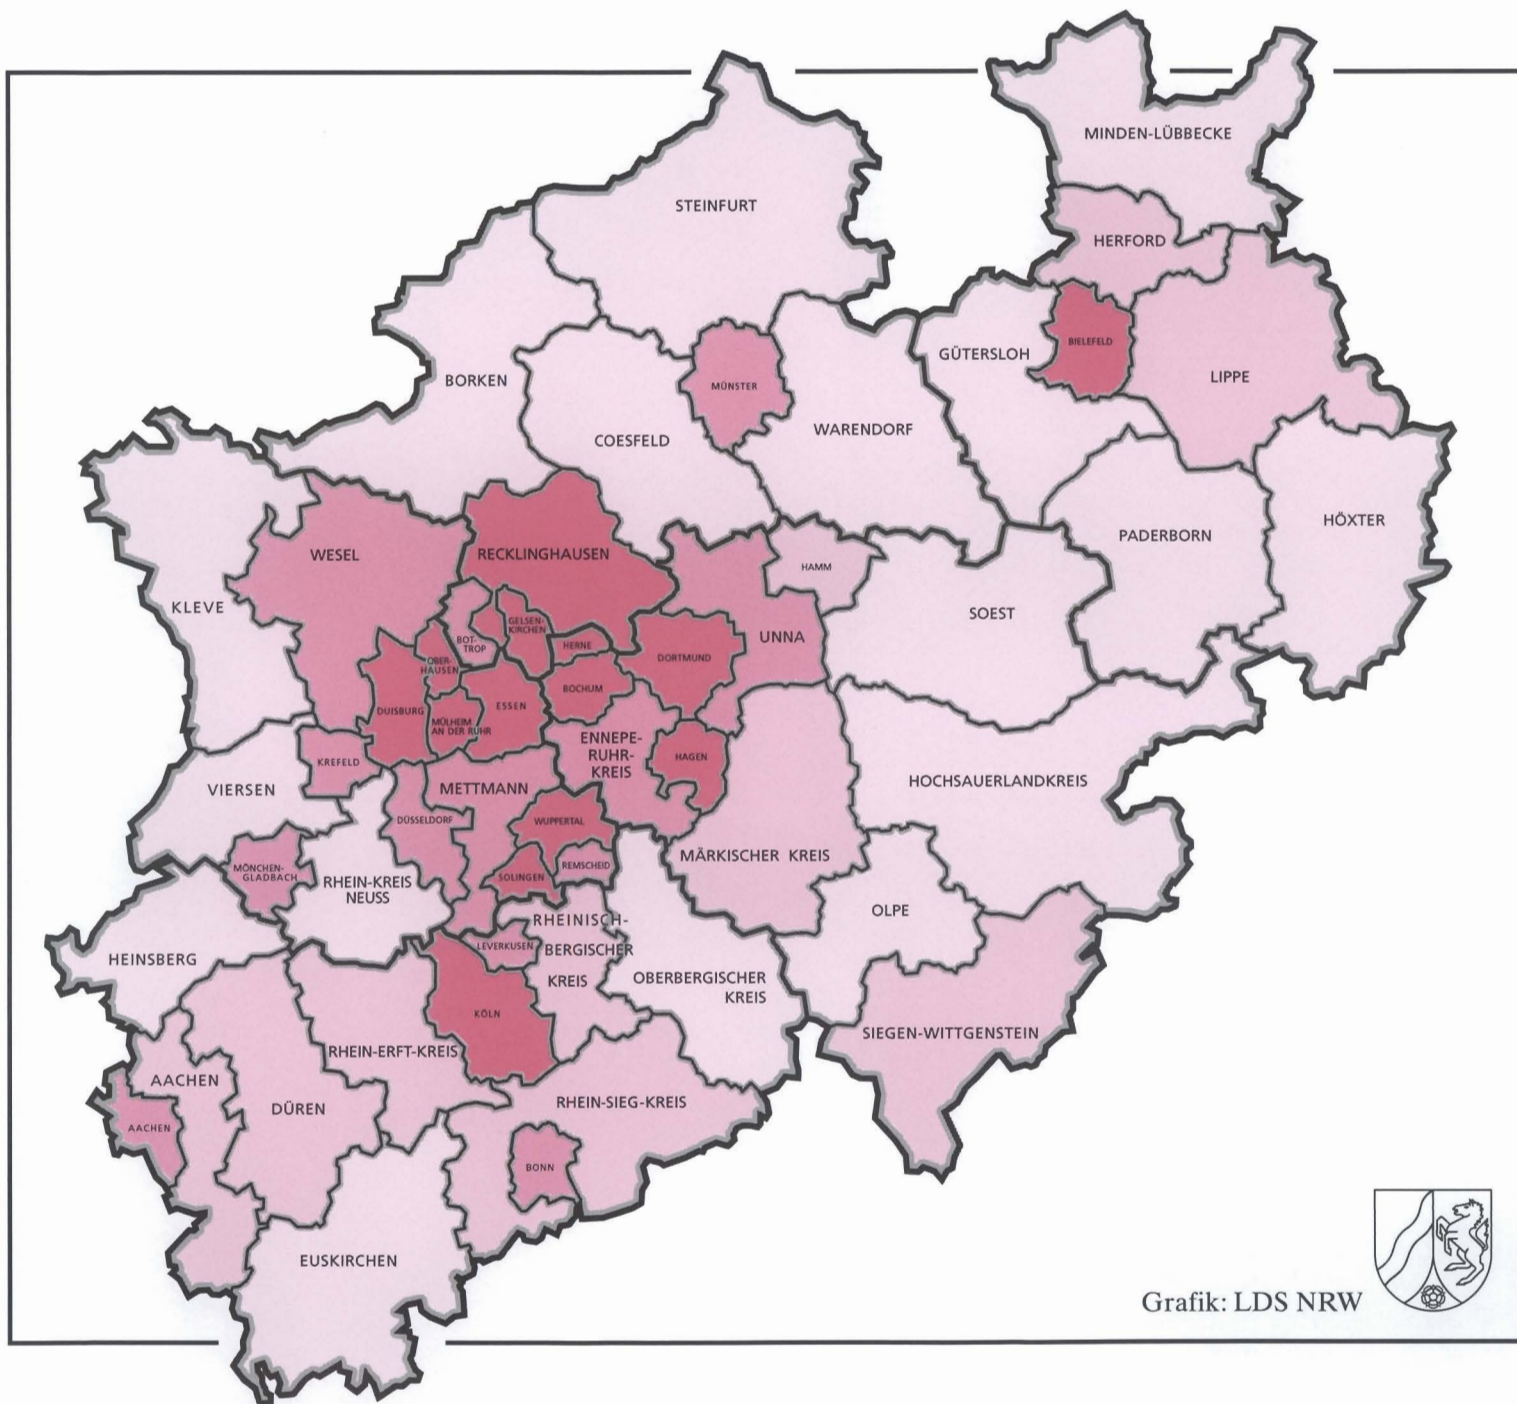 MINDEN-LÜBBECKE
STEINFURT
HERFORD
BIELEFELD
GÜTERSLOH
LIPPE
BORKEN
MÜNSTER
WARENDORF
COESFELD
HÖXTER
PADERBORN
WESEL
RECKLINGHAUSEN
HAMM
KLEVE
SOEST
GELSEN-
KIRCHEN
BOT-
TROP
HERNE
UNNA
DORTMUND
OBER-
HAUSEN
BOCHUM
DUISBURG
ESSEN
MÜLHEIM
AN DER RUHR
ENNEPE-
RUHR-
KREIS
HAGEN
KREFELD
HOCHSAUERLANDKREIS
VIERSEN
METTMANN
DÜSSELDORF
WUPPERTAL
MÄRKISCHER KREIS
REMSCHEID
MÖNCHEN-
GLADBACH
SOLINGEN
RHEIN-KREIS
NEUSS
OLPE
RHEINISCH-
BERGISCHER
KREIS
LEVERKUSEN
HEINSBERG
OBERBERGISCHER
KREIS
KÖLN
SIEGEN-WITTGENSTEIN
RHEIN-ERFT-KREIS
AACHEN
DÜREN
RHEIN-SIEG-KREIS
AACHEN
BONN
EUSKIRCHEN
Grafik: LDS NRW